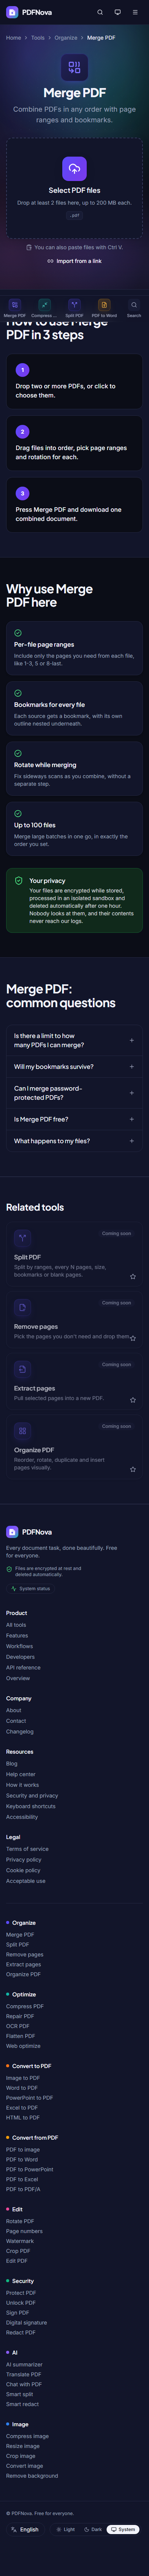 PDFNova
Home > Tools > Organize > Merge PDF
Merge PDF
Combine PDFs in any order with page
ranges and bookmarks.
Select PDF files
Drop at least 2 files here, up to 200 MB each.
.pdf
You can also paste files with Ctrl V.
Import from a link
Merge PDF
Compress ...
Split PDF
PDF to Word
Search
How to Merge
PDF in 3 steps
1
Drop two or more PDFs, or click to
choose them.
2
Drag files into order, pick page ranges
and rotation for each.
3
Press Merge PDF and download one
combined document.
Why use Merge
PDF here
Per-file page ranges
Include only the pages you need from each file,
like 1-3, 5 or 8-last.
Bookmarks for every file
Each source gets a bookmark, with its own
outline nested underneath.
Rotate while merging
Fix sideways scans as you combine, without a
separate step.
Up to 100 files
Merge large batches in one go, in exactly the
order you set.
Your privacy
Your files are encrypted while stored,
processed in an isolated sandbox and
deleted automatically after one hour.
Nobody looks at them, and their contents
never reach our logs.
Merge PDF:
common questions
Is there a limit to how
many PDFs I can merge?
Will my bookmarks survive?
Can I merge password-
protected PDFs?
Is Merge PDF free?
What happens to my files?
Related tools
Coming soon
Split PDF
Split by ranges, every N pages, size,
bookmarks or blank pages.
Coming soon
Remove pages
Pick the pages you don't need and drop them.
Coming soon
Extract pages
Pull selected pages into a new PDF.
Coming soon
Organize PDF
Reorder, rotate, duplicate and insert
pages visually.
PDFNova
Every document task, done beautifully. Free
for everyone.
Files are encrypted at rest and
deleted automatically.
System status
Product
All tools
Features
Workflows
Developers
API reference
Overview
Company
About
Contact
Changelog
Resources
Blog
Help center
How it works
Security and privacy
Keyboard shortcuts
Accessibility
Legal
Terms of service
Privacy policy
Cookie policy
Acceptable use
Organize
Merge PDF
Split PDF
Remove pages
Extract pages
Organize PDF
Optimize
Compress PDF
Repair PDF
OCR PDF
Flatten PDF
Web optimize
Convert to PDF
Image to PDF
Word to PDF
PowerPoint to PDF
Excel to PDF
HTML to PDF
Convert from PDF
PDF to Image
PDF to Word
PDF to PowerPoint
PDF to Excel
PDF to PDF/A
Edit
Rotate PDF
Page numbers
Watermark
Crop PDF
Edit PDF
Security
Protect PDF
Unlock PDF
Sign PDF
Digital signature
Redact PDF
AI
AI summarizer
Translate PDF
Chat with PDF
Smart split
Smart redact
Image
Compress image
Resize image
Crop image
Convert image
Remove background
© PDFNova. Free for everyone.
English
Light
Dark
System